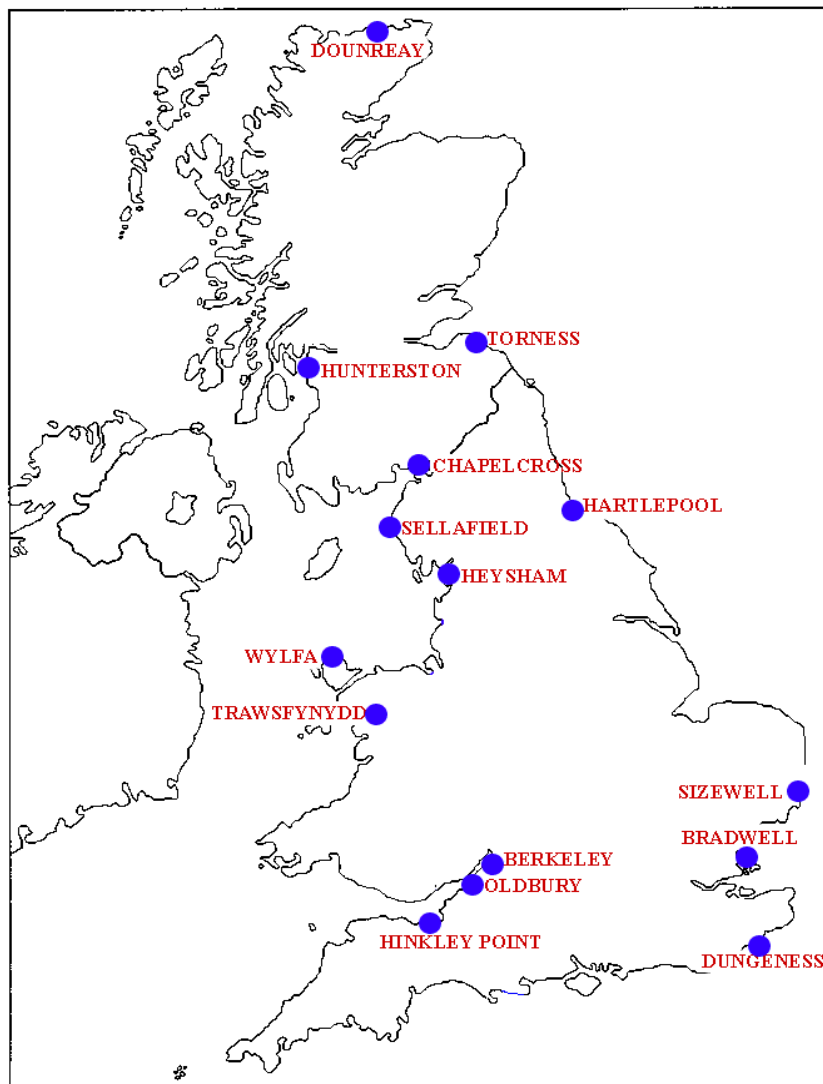 DOUNREAY
TORNESS
HUNTERSTON
CHAPELCROSS
HARTLEPOOL
SELLAFIELD
HEYSHAM
WYLFA
TRAWSFYNYDD
SIZEWELL
BRADWELL
BERKELEY
OLDBURY
HINKLEY POINT
DUNGENESS